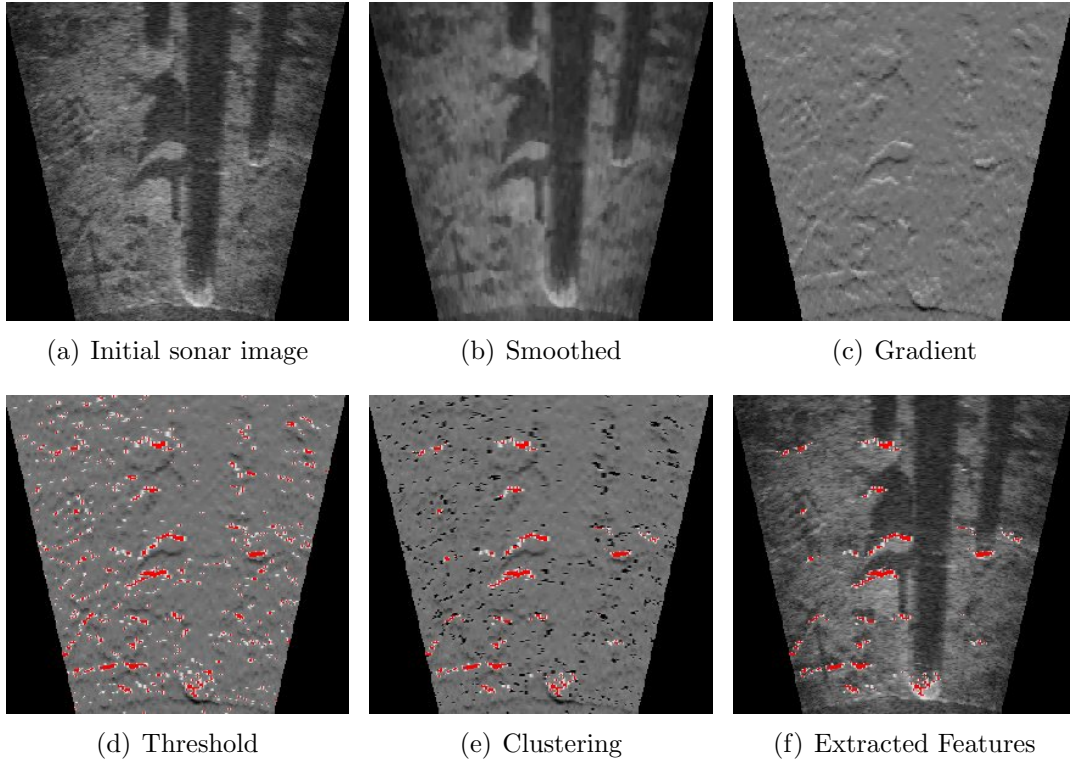 (a) Initial sonar image
(b) Smoothed
(c) Gradient
(d) Threshold
(e) Clustering
(f) Extracted Features